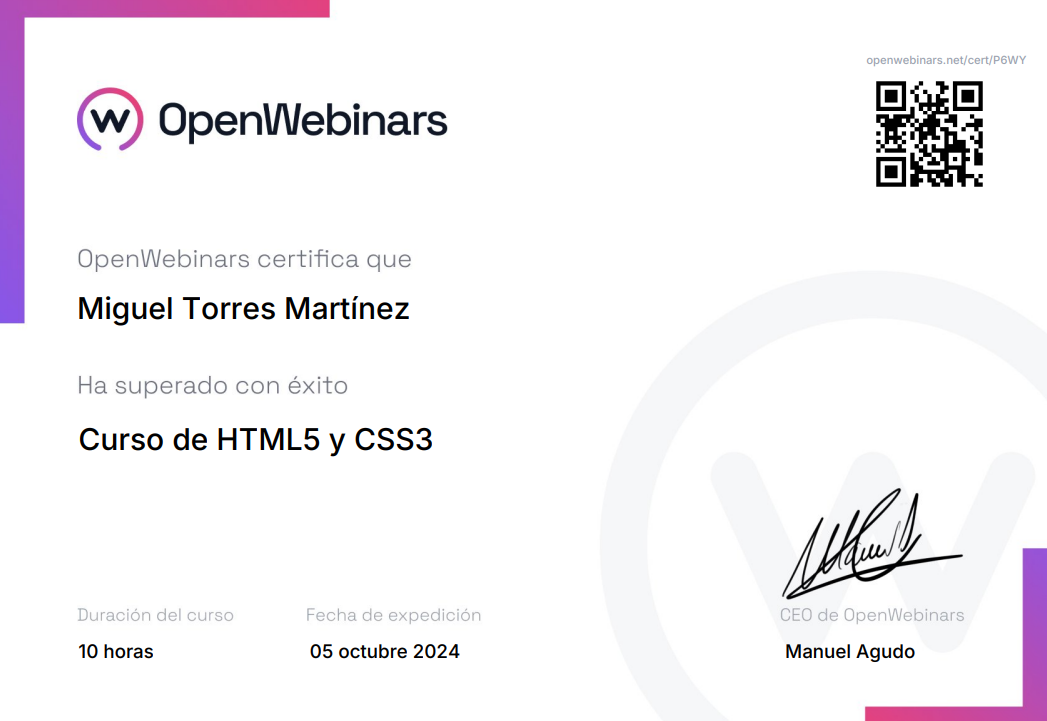 openwebinars.net/cert/P6WY
OpenWebinars
OpenWebinars certifica que
Miguel Torres Martínez
Ha superado con éxito
Curso de HTML5 y CSS3
Duración del curso
10 horas
Fecha de expedición
05 octubre 2024
CEO de OpenWebinars
Manuel Agudo